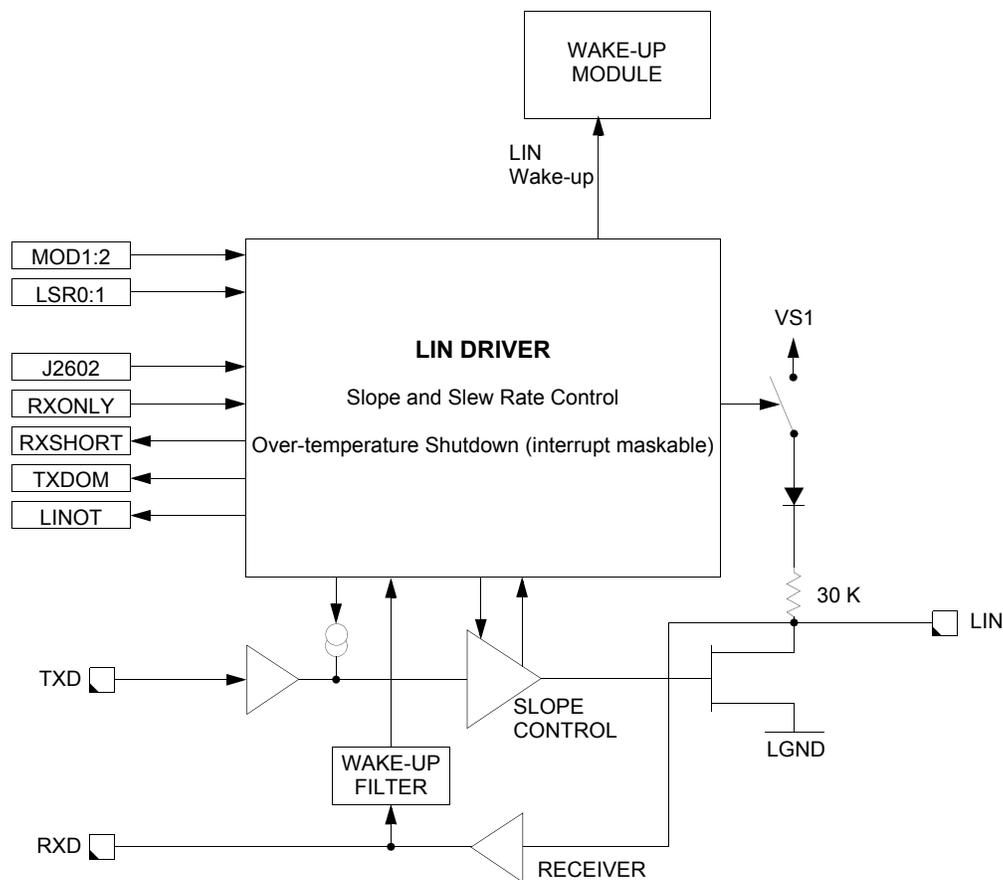 WAKE-UP
MODULE
LIN
Wake-up
MOD1:2
LSR0:1
J2602
RXONLY
RXSHORT
TXDOM
LINOT
LIN DRIVER
Slope and Slew Rate Control
Over-temperature Shutdown (interrupt maskable)
VS1
30 K
LIN
TXD
SLOPE
CONTROL
LGND
WAKE-UP
FILTER
RXD
RECEIVER